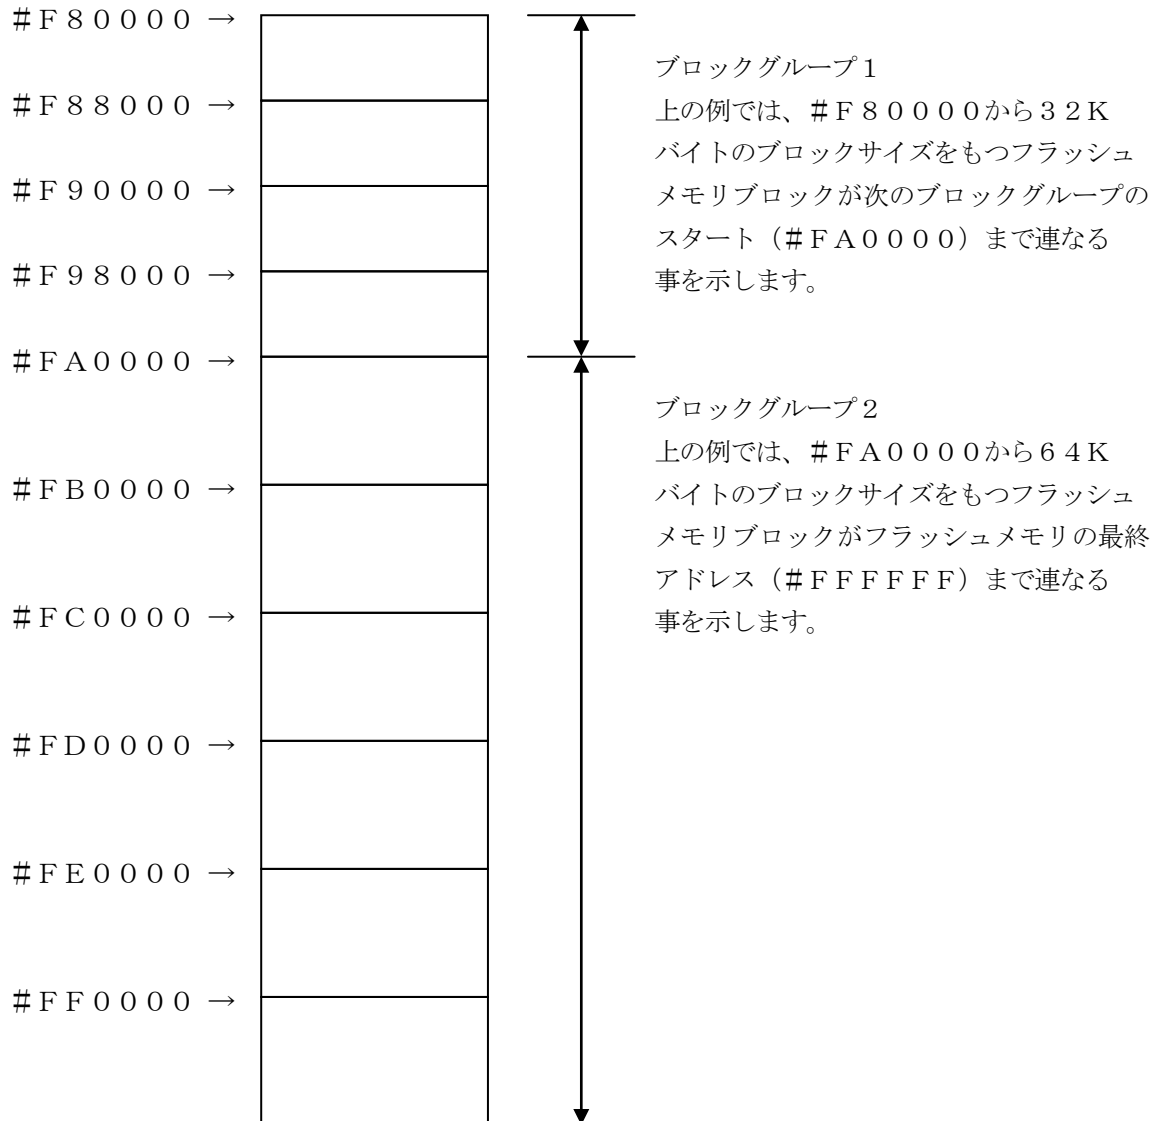 #F80000 →
ブロックグループ1
#F88000 →
上の例では、#F80000から32K
バイトのブロックサイズをもつフラッシュ
#F90000 →
メモリブロックが次のブロックグループの
スタート(#FA0000)まで連なる
#F98000 →
事を示します。
#FA0000 →
ブロックグループ2
上の例では、#FA0000から64K
#FB0000 →
バイトのブロックサイズをもつフラッシュ
メモリブロックがフラッシュメモリの最終
アドレス(#FFFFFF)まで連なる
#FC0000 →
事を示します。
#FD0000 →
#FE0000 →
#FF0000 →